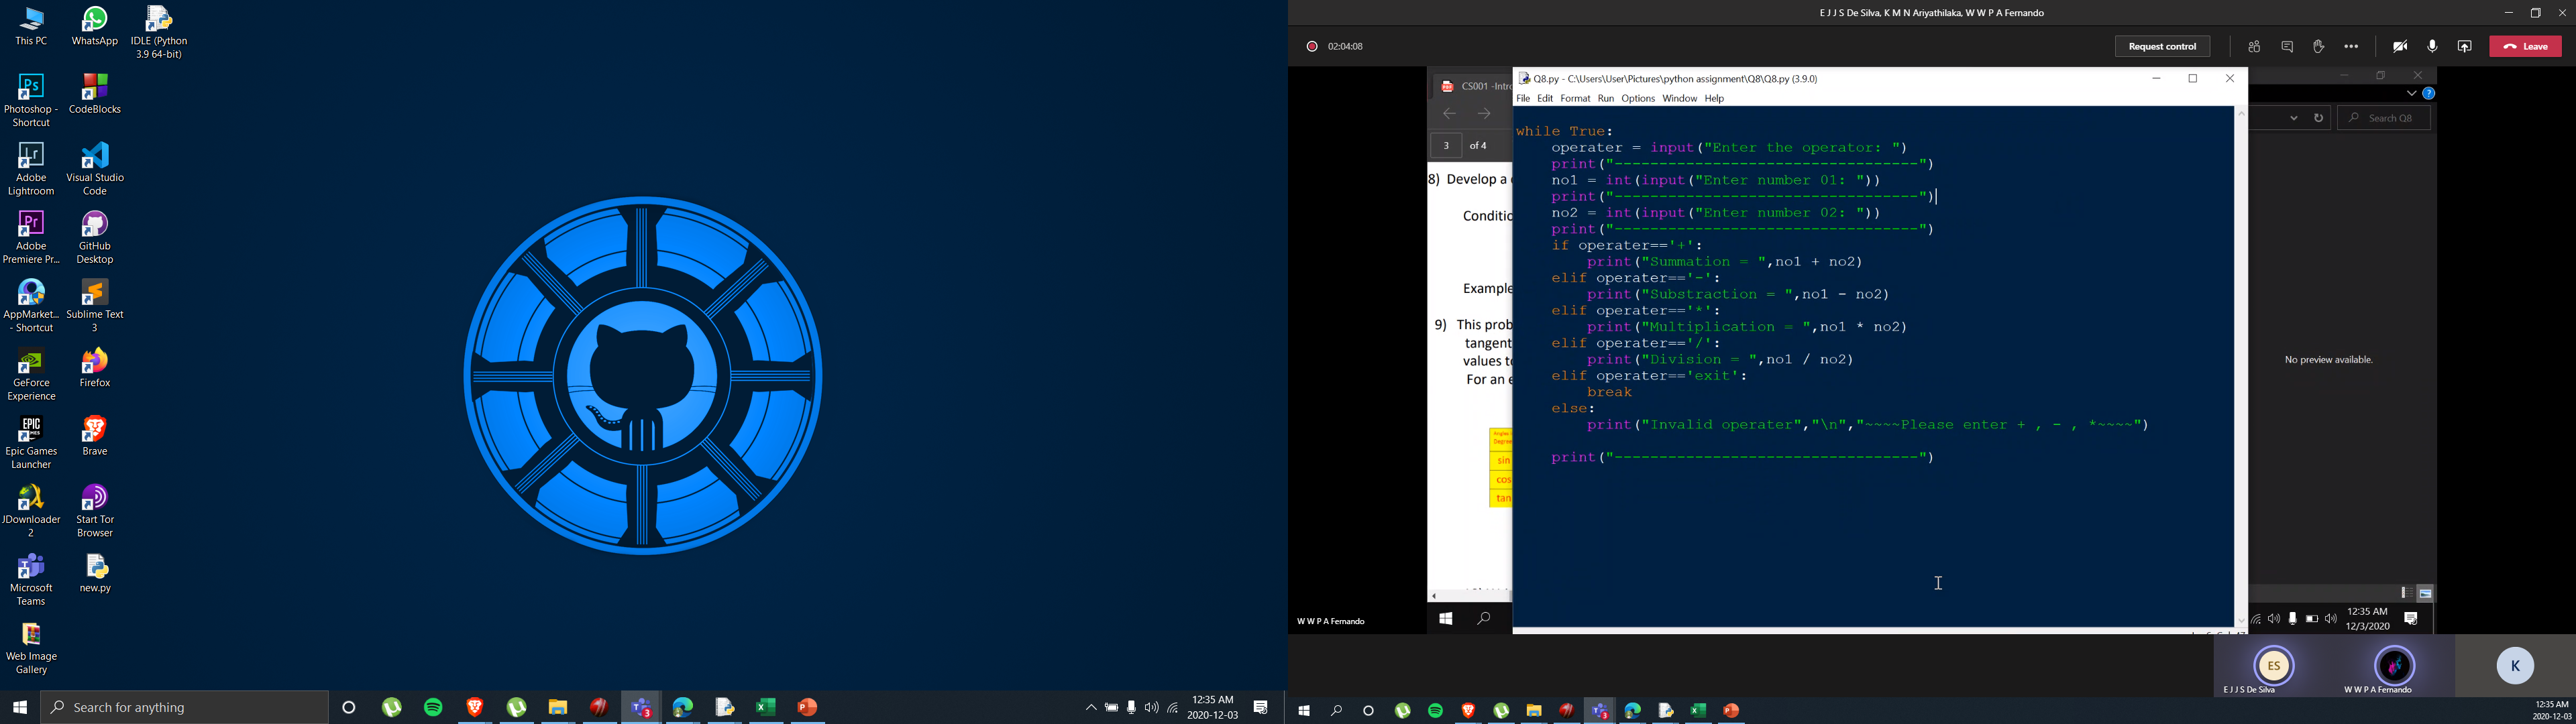 This PC
WhatsApp
IDLE (Python
3.9 64-bit)
Photoshop -
Shortcut
CodeBlocks
Adobe
Lightroom
Visual Studio
Code
Adobe
Premiere Pr...
GitHub
Desktop
AppMarket...
- Shortcut
Sublime Text
3
GeForce
Experience
Firefox
Epic Games
Launcher
Brave
JDownloader
2
Start Tor
Browser
Microsoft
Teams
new.py
Web Image
Gallery
Search for anything
12:35 AM
2020-12-03
E J J S De Silva, K M N Ariyathilaka, W W P A Fernando
02:04:08
Request control
Leave
CS001 -Intro
3 of 4
8) Develop a
Conditio
Example
9) This prob
tangent
values to
For an e
sin
cos
tan
Q8.py - C:\Users\User\Pictures\python assignment\Q8\Q8.py (3.9.0)
File Edit Format Run Options Window Help
while True:
    operater = input("Enter the operator: ")
    print("----------------------------------")
    no1 = int(input("Enter number 01: "))
    print("----------------------------------")
    no2 = int(input("Enter number 02: "))
    print("----------------------------------")
    if operater=='+':
        print("Summation = ",no1 + no2)
    elif operater=='-':
        print("Substraction = ",no1 - no2)
    elif operater=='*':
        print("Multiplication = ",no1 * no2)
    elif operater=='/':
        print("Division = ",no1 / no2)
    elif operater=='exit':
        break
    else:
        print("Invalid operater","\n","~~~~Please enter + , - , *~~~~")
    print("----------------------------------")
Search Q8
No preview available.
12:35 AM
12/3/2020
W W P A Fernando
ES
E J J S De Silva
W W P A Fernando
K
12:35 AM
2020-12-03